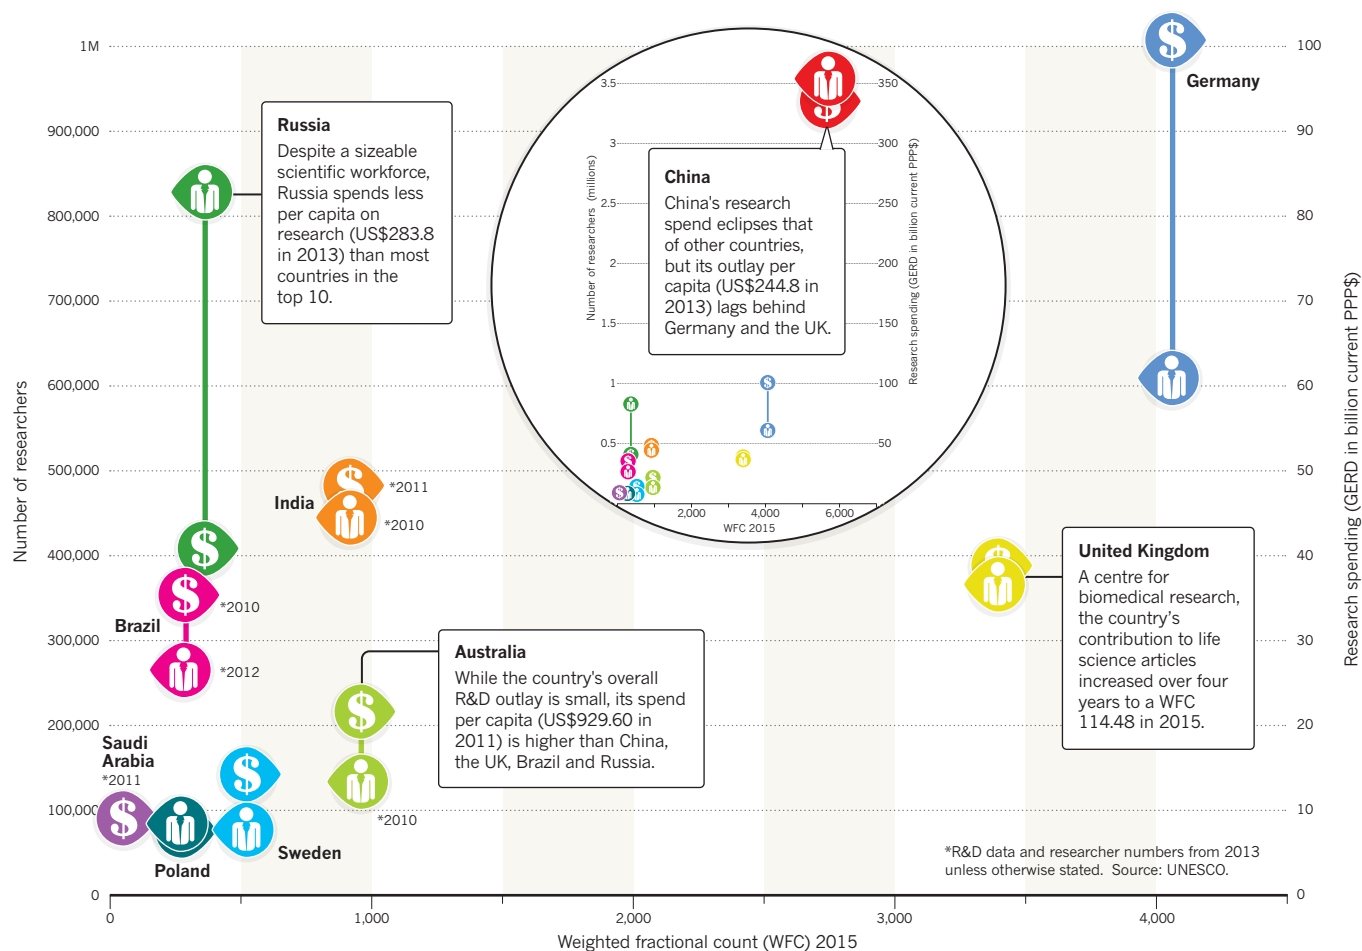 1M
900,000
800,000
700,000
600,000
500,000
400,000
300,000
200,000
100,000
0
Number of researchers
100
90
80
70
60
50
40
30
20
10
0
Research spending (GERD in billion current PPP$)
0
1,000
2,000
3,000
4,000
Weighted fractional count (WFC) 2015
Russia
Despite a sizeable
scientific workforce,
Russia spends less
per capita on
research (US$283.8
in 2013) than most
countries in the
top 10.
3.5
3
2.5
2
1.5
1
0.5
Number of researchers (millions)
350
300
250
200
150
100
50
Research spending (GERD in billion current PPP$)
2,000
4,000
6,000
WFC 2015
$
China
China's research
spend eclipses that
of other countries,
but its outlay per
capita (US$244.8 in
2013) lags behind
Germany and the UK.
$
$
$
$
$
$
$
Germany
$
India
$
*2011
*2010
$
Brazil
$
*2010
*2012
Australia
While the country's overall
R&D outlay is small, its spend
per capita (US$929.60 in
2011) is higher than China,
the UK, Brazil and Russia.
$
*2010
$
United Kingdom
A centre for
biomedical research,
the country's
contribution to life
science articles
increased over four
years to a WFC
114.48 in 2015.
Saudi
Arabia
*2011
$
Poland
$
Sweden
*R&D data and researcher numbers from 2013
unless otherwise stated. Source: UNESCO.